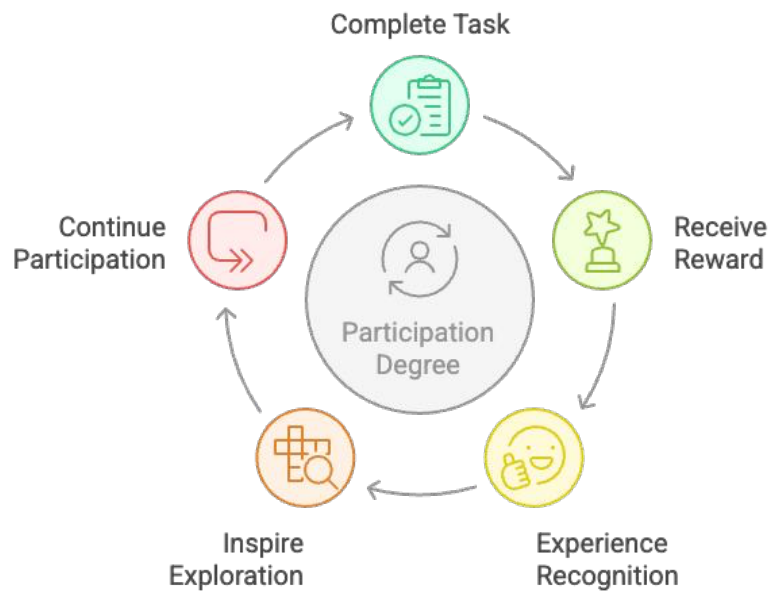 Complete Task
Receive
Reward
Experience
Recognition
Inspire
Exploration
Continue
Participation
Participation
Degree